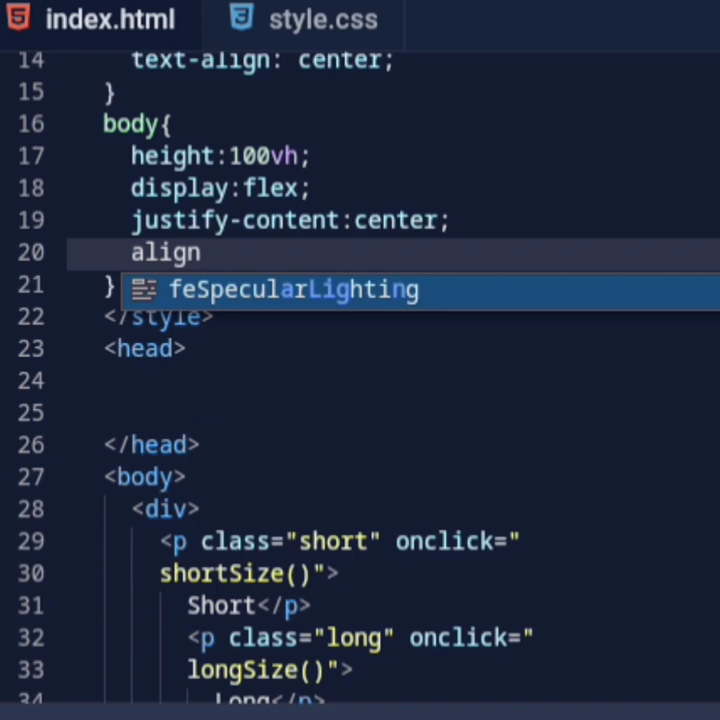 index.html style.css
14 text-align: center;
15 }
16 body{
17 height:100vh;
18 display:flex;
19 justify-content:center;
20 align
21 } feSpecularLighting
22 </style>
23 <head>
24
25
26 </head>
27 <body>
28 <div>
29 <p class="short" onclick="
30 shortSize()">
31 Short</p>
32 <p class="long" onclick="
33 longSize()">
34 Long</p>